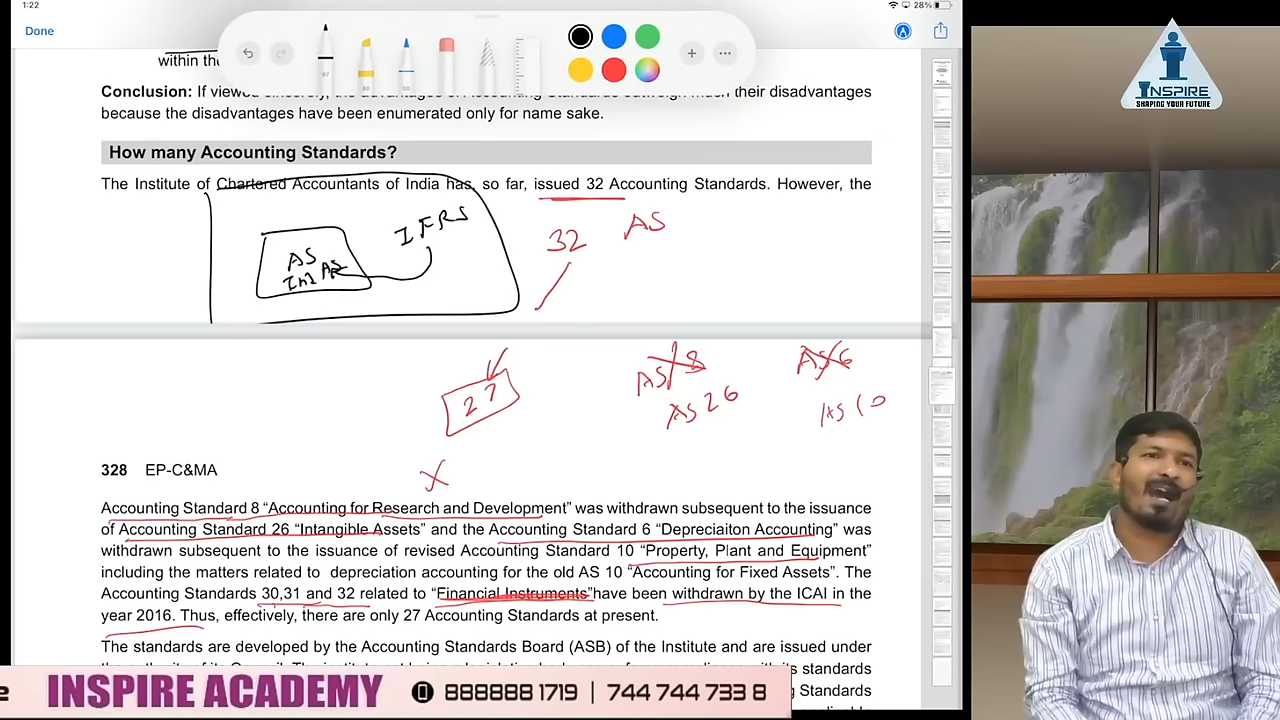 1:22
28%
Done
INSPIRE
SHAPING YOUR FUTURE
within the
Conclusion: If view
their disadvantages
because the disadvantages have been enumerated only for name sake.
How many Accounting Standards?
The Institute of Chartered Accountants of India has, so far, issued 32 Accounting Standards. However, the
IFRS
AS
Ind AS
32 AS
27
AS 8
AS 26
AS 6
AS 10
X
328 EP-C&MA
Accounting Standard 8 “Accounting for Research and Development” was withdrawn subsequent to the issuance
of Accounting Standard 26 “Intangible Assets” and the Accounting Standard 6 “Depreciaiton Accounting” was
withdrawn subsequent to the issuance of revised Accounting Standard 10 “Property, Plant and Equipment”
including the matter related to depreciation accounting for the old AS 10 “Accounting for Fixed Assets”. The
Accounting Standards 30,31 and 32 related to “Financial Instruments”have been withdrawn by the ICAI in the
year 2016. Thus, effectively, there are only 27 Accounting Standards at present.
The standards are developed by the Accounting Standards Board (ASB) of the Institute and are issued under
standards
Standards
INSPIRE ACADEMY 888888 1719 | 744 744 733 8